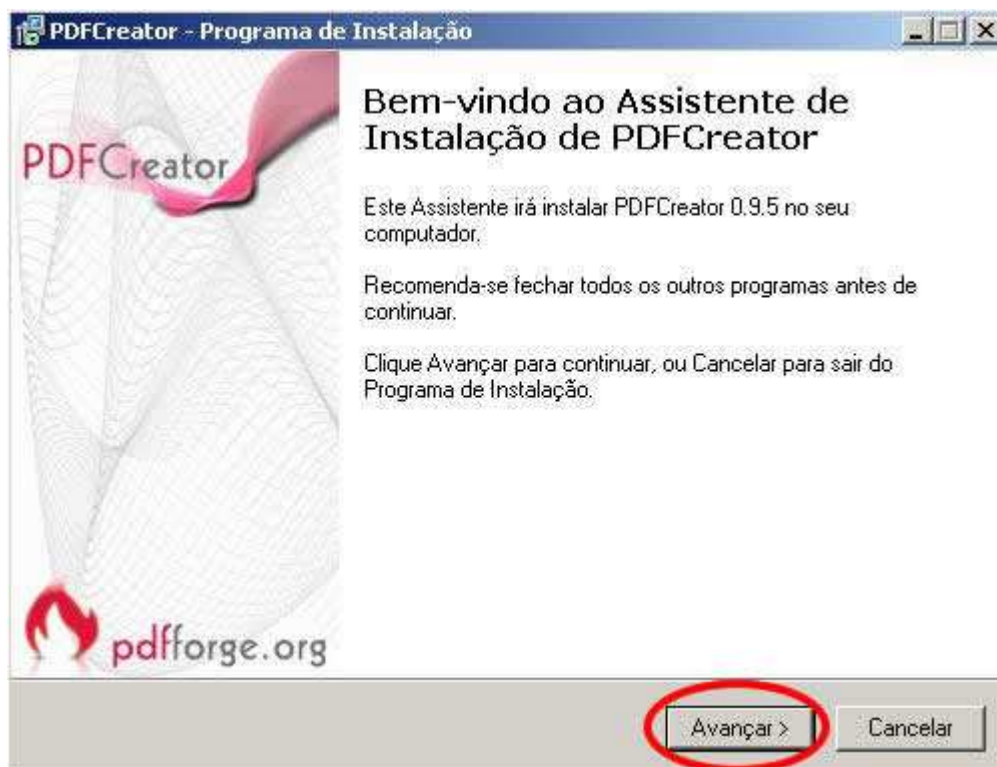 PDFCreator - Programa de Instalação
PDFCreator
Bem-vindo ao Assistente de
Instalação de PDFCreator
Este Assistente irá instalar PDFCreator 0.9.5 no seu
computador.
Recomenda-se fechar todos os outros programas antes de
continuar.
Clique Avançar para continuar, ou Cancelar para sair do
Programa de Instalação.
pdfforge.org
Avançar >
Cancelar